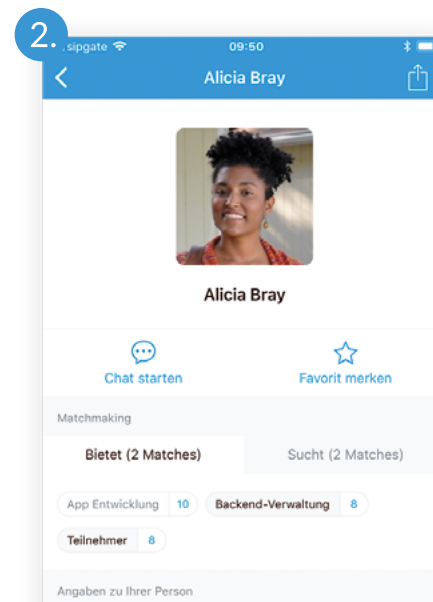 2.
sipgate 09:50
Alicia Bray
Alicia Bray
Chat starten Favorit merken
Matchmaking
Bietet (2 Matches) Sucht (2 Matches)
App Entwicklung 10 Backend-Verwaltung 8
Teilnehmer 8
Angaben zu Ihrer Person